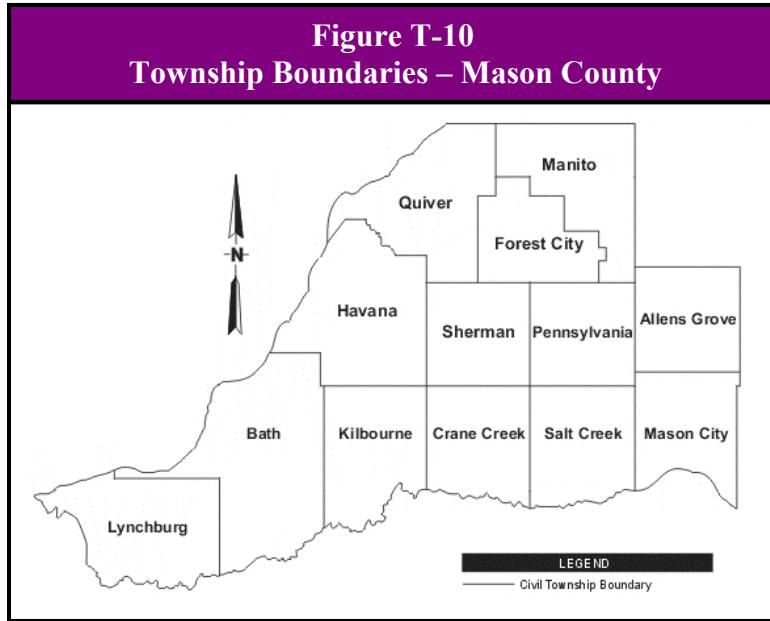 Figure T-10
Township Boundaries – Mason County
Manito
Quiver
Forest City
N
Havana
Sherman
Pennsylvania
Allens Grove
Bath
Kilbourne
Crane Creek
Salt Creek
Mason City
Lynchburg
LEGEND
Civil Township Boundary